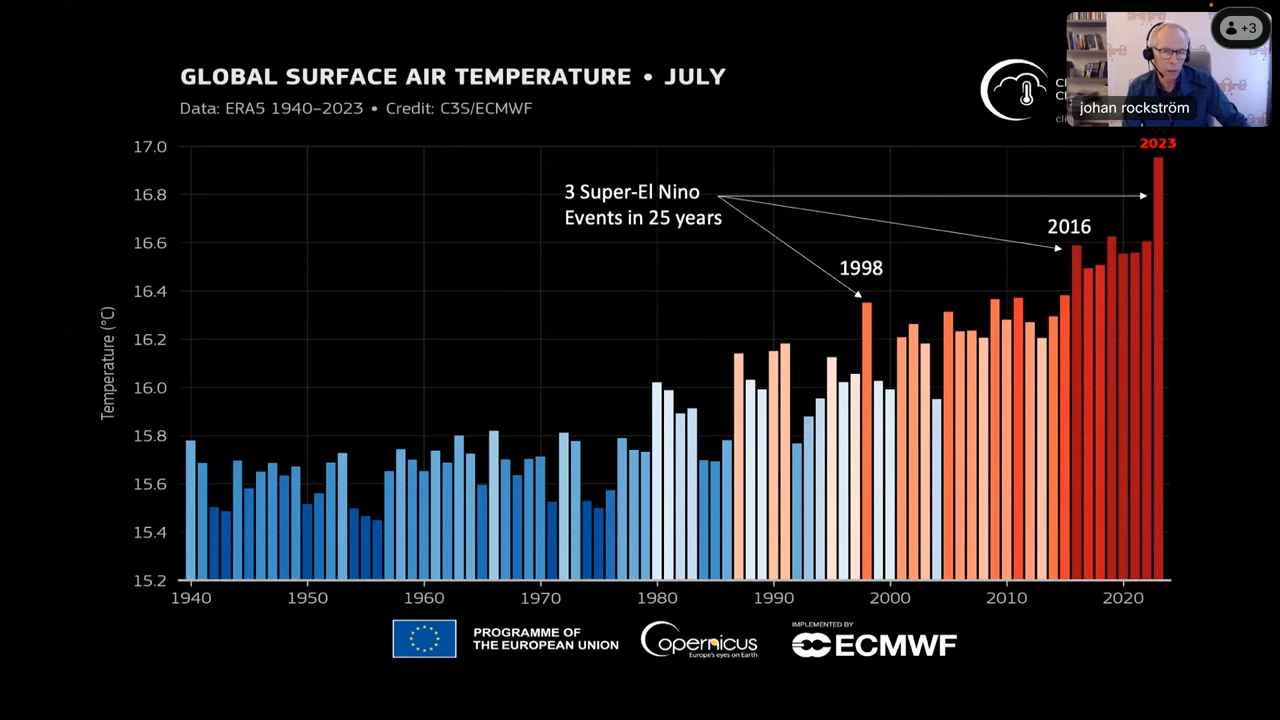 +3
johan rockström
GLOBAL SURFACE AIR TEMPERATURE • JULY
Data: ERA5 1940–2023 • Credit: C3S/ECMWF
2023
3 Super-El Nino
Events in 25 years
2016
1998
Temperature (°C)
17.0
16.8
16.6
16.4
16.2
16.0
15.8
15.6
15.4
15.2
1940 1950 1960 1970 1980 1990 2000 2010 2020
PROGRAMME OF
THE EUROPEAN UNION
Copernicus
Europe's eyes on Earth
IMPLEMENTED BY
ECMWF